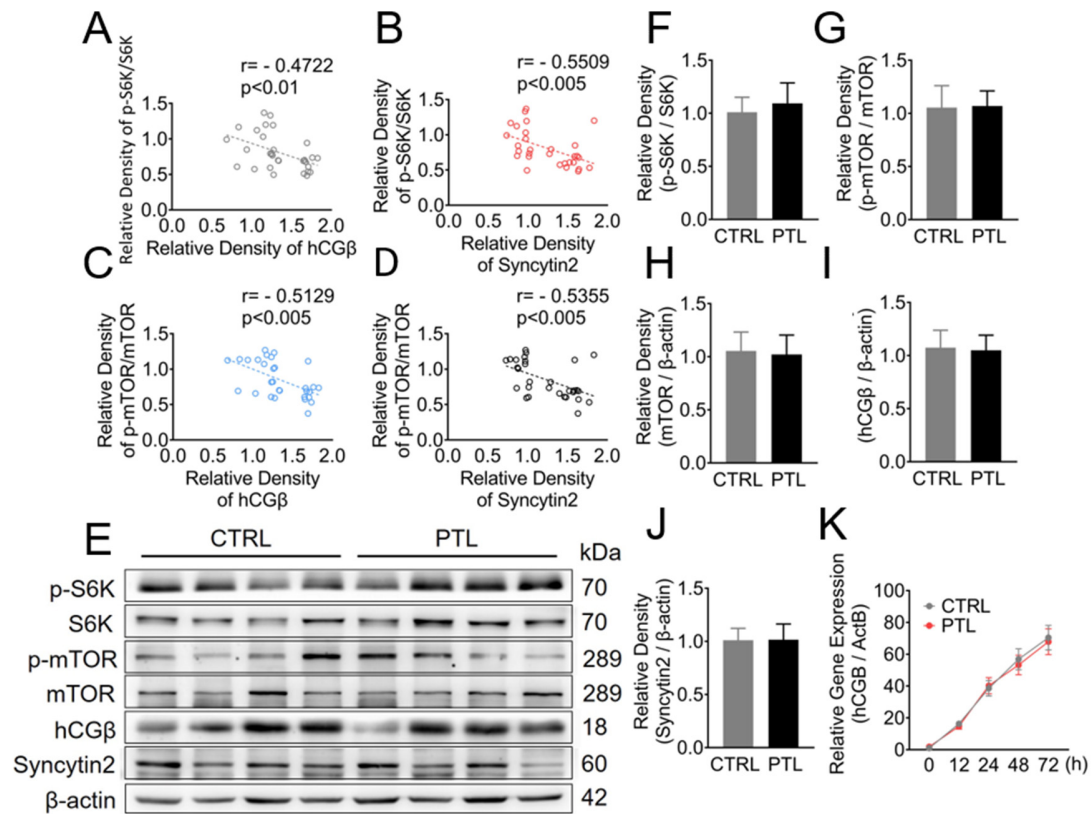 A
r= - 0.4722
p<0.01
Relative Density of p-S6K/S6K
1.5
1.0
0.5
0.0
0.0 0.5 1.0 1.5 2.0
Relative Density of hCGβ
B
r= - 0.5509
p<0.005
Relative Density
of p-S6K/S6K
1.5
1.0
0.5
0.0
0.0 0.5 1.0 1.5 2.0
Relative Density
of Syncytin2
F
Relative Density
(p-S6K / S6K)
1.5
1.0
0.5
0.0
CTRL PTL
G
Relative Density
(p-mTOR / mTOR)
1.5
1.0
0.5
0.0
CTRL PTL
C
r= - 0.5129
p<0.005
Relative Density
of p-mTOR/mTOR
1.5
1.0
0.5
0.0
0.0 0.5 1.0 1.5 2.0
Relative Density
of hCGβ
D
r= - 0.5355
p<0.005
Relative Density
of p-mTOR/mTOR
1.5
1.0
0.5
0.0
0.0 0.5 1.0 1.5 2.0
Relative Density
of Syncytin2
H
Relative Density
(mTOR / β-actin)
1.5
1.0
0.5
0.0
CTRL PTL
I
(hCGβ / β-actin)
1.5
1.0
0.5
0.0
CTRL PTL
E
CTRL PTL
kDa
p-S6K 70
S6K 70
p-mTOR 289
mTOR 289
hCGβ 18
Syncytin2 60
β-actin 42
J
Relative Density
(Syncytin2 / β-actin)
1.5
1.0
0.5
0.0
CTRL PTL
K
Relative Gene Expression
(hCGB / ActB)
100
80
60
40
20
0
CTRL
PTL
0 12 24 48 72 (h)